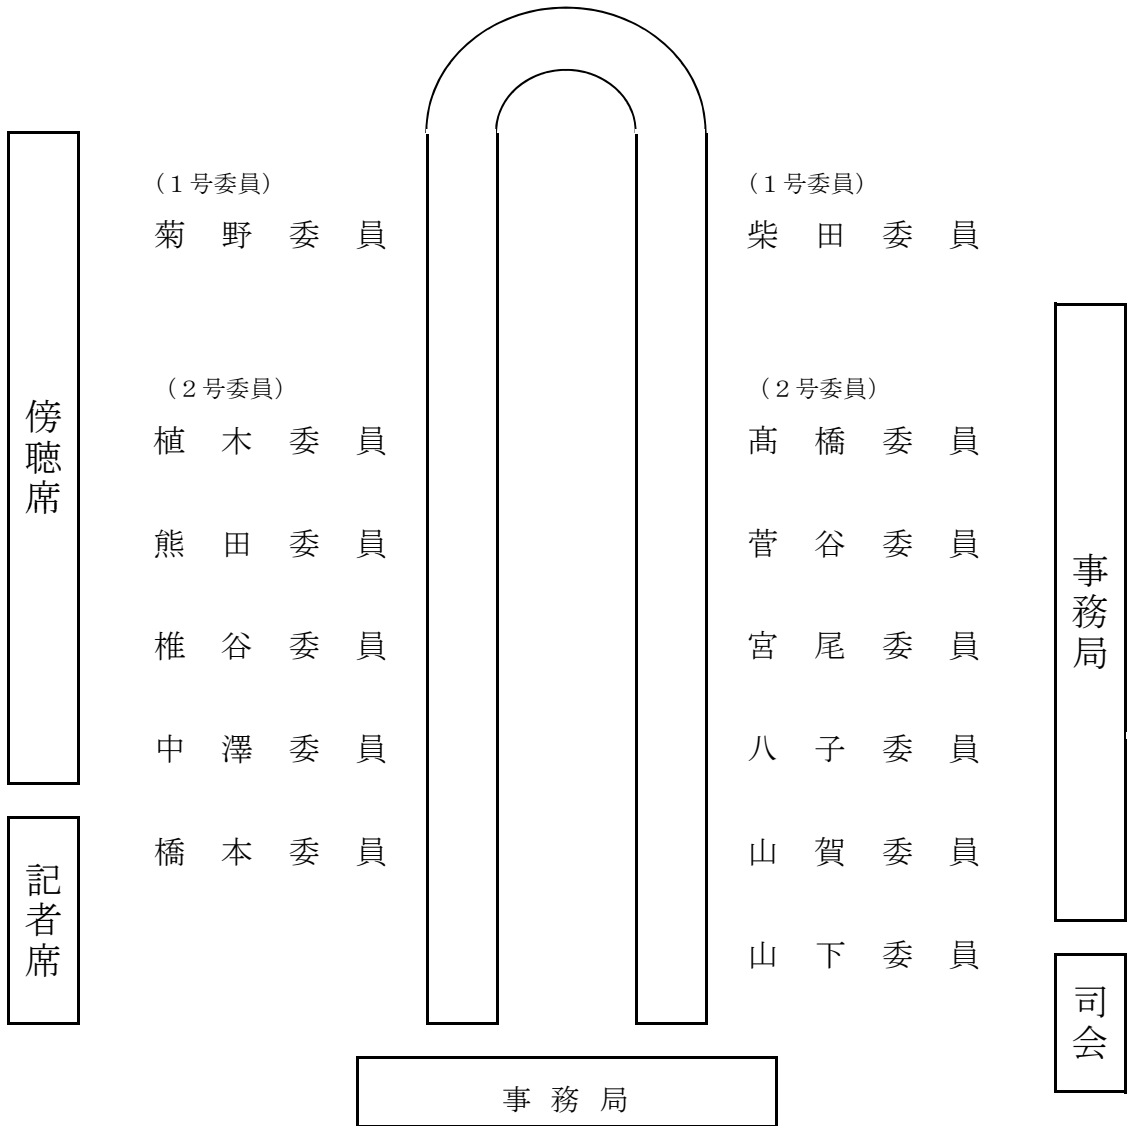 （１号委員）
菊　野　委　員
（２号委員）
植　木　委　員
熊　田　委　員
椎　谷　委　員
中　澤　委　員
橋　本　委　員
（１号委員）
柴　田　委　員
（２号委員）
髙　橋　委　員
菅　谷　委　員
宮　尾　委　員
八　子　委　員
山　賀　委　員
山　下　委　員
傍聴席
記者席
事務局
司会
事　務　局